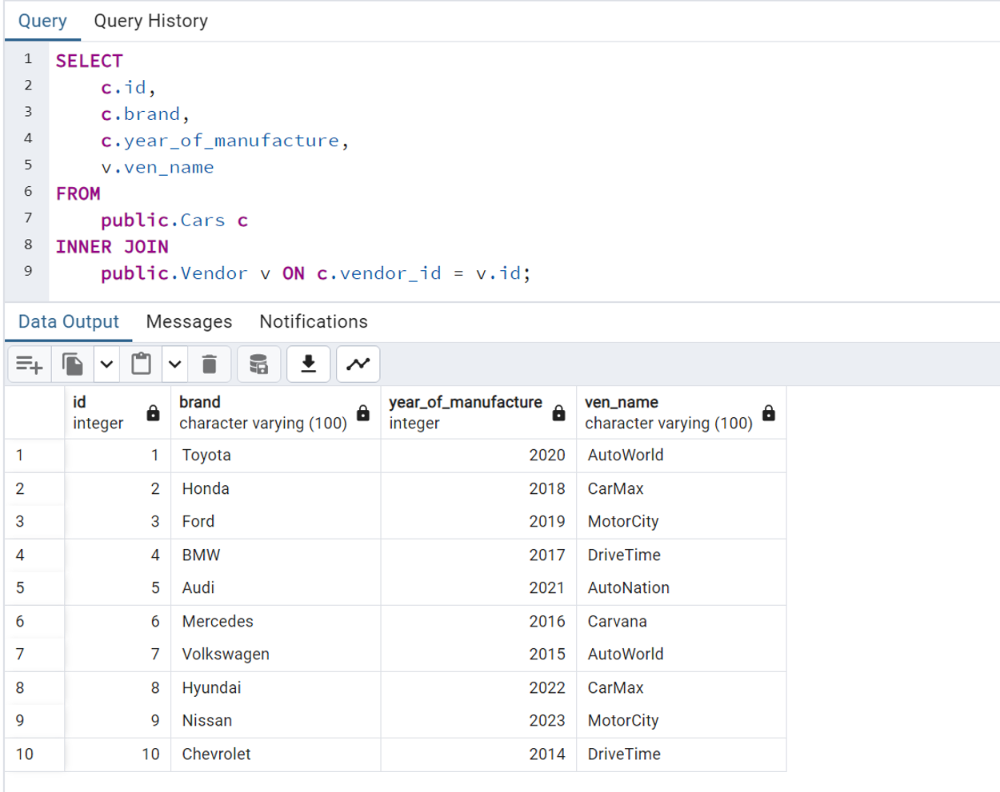 Query Query History
1 SELECT
2 c.id,
3 c.brand,
4 c.year_of_manufacture,
5 v.ven_name
6 FROM
7 public.Cars c
8 INNER JOIN
9 public.Vendor v ON c.vendor_id = v.id;
Data Output Messages Notifications
id brand year_of_manufacture ven_name
integer character varying (100) integer character varying (100)
1 1 Toyota 2020 AutoWorld
2 2 Honda 2018 CarMax
3 3 Ford 2019 MotorCity
4 4 BMW 2017 DriveTime
5 5 Audi 2021 AutoNation
6 6 Mercedes 2016 Carvana
7 7 Volkswagen 2015 AutoWorld
8 8 Hyundai 2022 CarMax
9 9 Nissan 2023 MotorCity
10 10 Chevrolet 2014 DriveTime